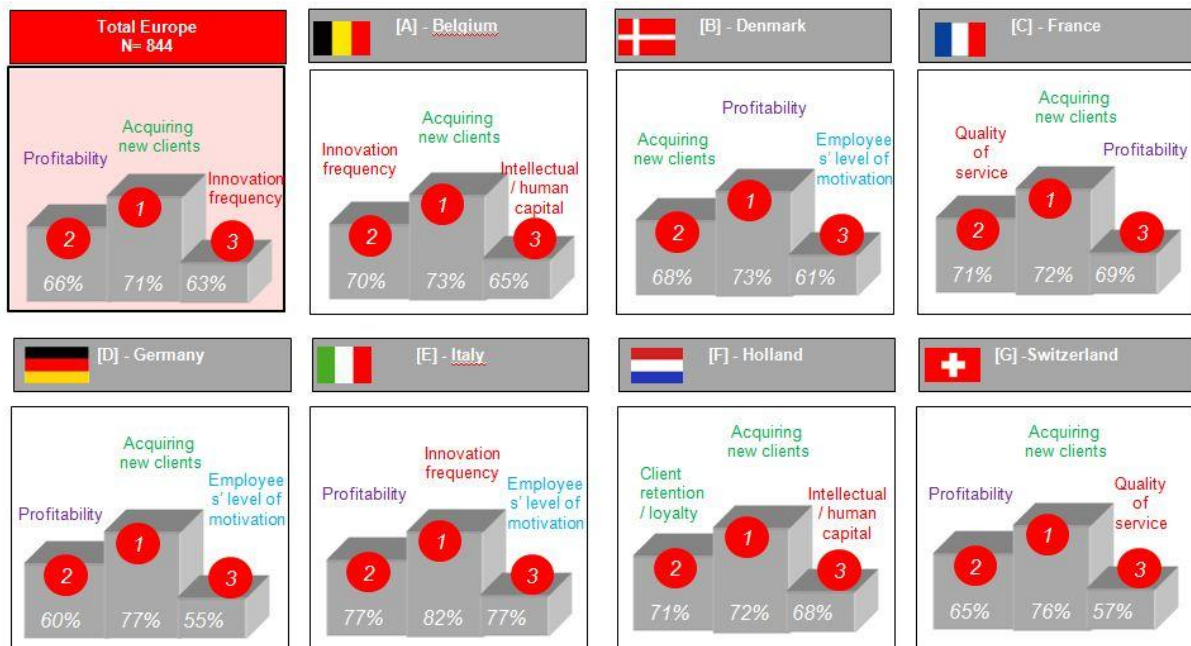 Total Europe
N= 844
Acquiring
new clients
Profitability
Innovation
frequency
1
2
3
66%
71%
63%
[A] - Belgium
Acquiring
new clients
Innovation
frequency
Intellectual
/ human
capital
1
2
3
70%
73%
65%
[B] - Denmark
Profitability
Acquiring
new clients
Employee
s' level of
motivation
1
2
3
68%
73%
61%
[C] - France
Acquiring
new clients
Quality
of
service
Profitability
1
2
3
71%
72%
69%
[D] - Germany
Acquiring
new clients
Profitability
Employee
s' level of
motivation
1
2
3
60%
77%
55%
[E] - Italy
Innovation
frequency
Profitability
Employee
s' level of
motivation
1
2
3
77%
82%
77%
[F] - Holland
Acquiring
new clients
Client
retention
/ loyalty
Intellectual
/ human
capital
1
2
3
71%
72%
68%
[G] -Switzerland
Acquiring
new clients
Profitability
Quality
of
service
1
2
3
65%
76%
57%